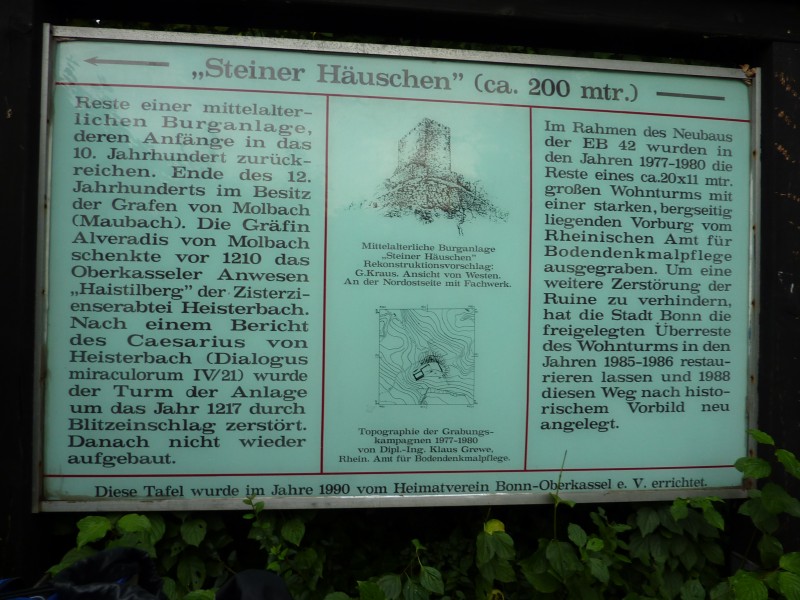 „Steiner Häuschen” (ca. 200 mtr.)
Reste einer mittelalter-
lichen Burganlage,
deren Anfänge in das
10. Jahrhundert zurück-
reichen. Ende des 12.
Jahrhunderts im Besitz
der Grafen von Molbach
(Maubach). Die Gräfin
Alveradis von Molbach
schenkte vor 1210 das
Oberkasseler Anwesen
„Haistilberg” der Zisterzi-
enserabtei Heisterbach.
Nach einem Bericht
des Caesarius von
Heisterbach (Dialogus
miraculorum IV/21) wurde
der Turm der Anlage
um das Jahr 1217 durch
Blitzeinschlag zerstört.
Danach nicht wieder
aufgebaut.
Mittelalterliche Burganlage
„Steiner Häuschen”
Rekonstruktionsvorschlag:
G.Kraus. Ansicht von Westen.
An der Nordostseite mit Fachwerk.
Topographie der Grabungs-
kampagnen 1977-1980
von Dipl.-Ing. Klaus Grewe,
Rhein. Amt für Bodendenkmalpflege.
Im Rahmen des Neubaus
der EB 42 wurden in
den Jahren 1977-1980 die
Reste eines ca.20x11 mtr.
großen Wohnturms mit
einer starken, bergseitig
liegenden Vorburg vom
Rheinischen Amt für
Bodendenkmalpflege
ausgegraben. Um eine
weitere Zerstörung der
Ruine zu verhindern,
hat die Stadt Bonn die
freigelegten Überreste
des Wohnturms in den
Jahren 1985-1986 restau-
rieren lassen und 1988
diesen Weg nach histo-
rischem Vorbild neu
angelegt.
Diese Tafel wurde im Jahre 1990 vom Heimatverein Bonn-Oberkassel e. V. errichtet.